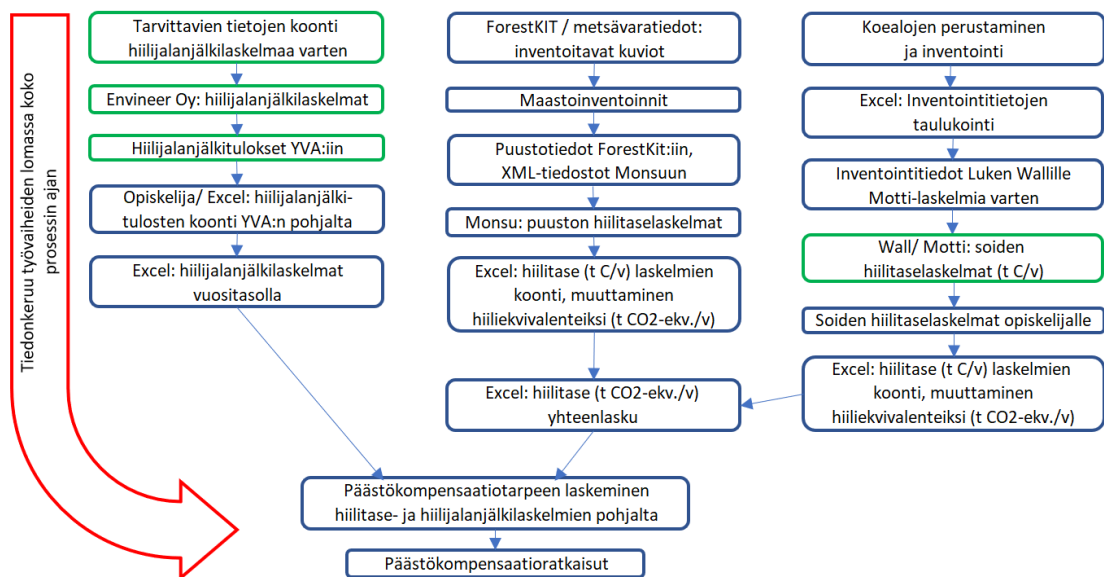 Tiedonkeruu työvaiheiden lomassa koko
prosessin ajan
Tarvittavien tietojen koonti
hiilijalanjälkilaskelmaa varten
Envineer Oy: hiilijalanjälkilaskelmat
Hiilijalanjälkitulokset YVA:iin
Opiskelija/ Excel: hiilijalanjälki-
tulosten koonti YVA:n pohjalta
Excel: hiilijalanjälkilaskelmat
vuositasolla
ForestKIT / metsävaratiedot:
inventoitavat kuviot
Maastoinventoinnit
Puustotiedot ForestKit:iin,
XML-tiedostot Monsuun
Monsu: puuston hiilitaselaskelmat
Excel: hiilitase (t C/v) laskelmien
koonti, muuttaminen
hiiliekvivalenteiksi (t CO2-ekv./v)
Excel: hiilitase (t CO2-ekv./v)
yhteenlasku
Koealojen perustaminen
ja inventointi
Excel: Inventointitietojen
taulukointi
Inventointitiedot Luken Wallille
Motti-laskelmia varten
Wall/ Motti: soiden
hiilitaselaskelmat (t C/v)
Soiden hiilitaselaskelmat opiskelijalle
Excel: hiilitase (t C/v) laskelmien
koonti, muuttaminen
hiiliekvivalenteiksi (t CO2-ekv./v)
Päästökompensaatiotarpeen laskeminen
hiilitase- ja hiilijalanjälkilaskelmien pohjalta
Päästökompensaatioratkaisut